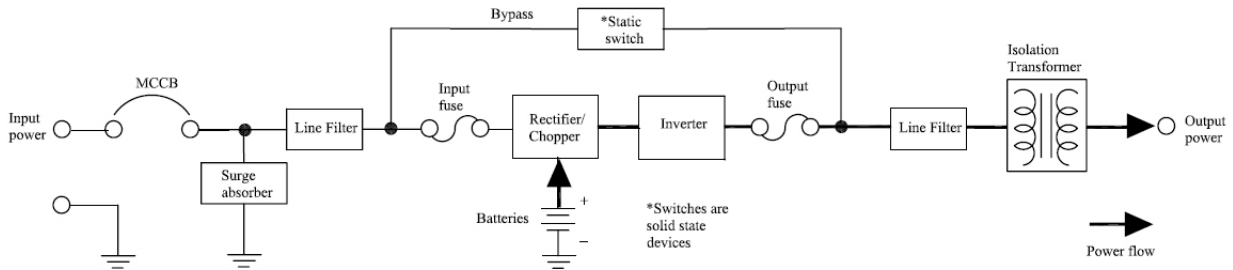 Bypass
*Static
switch
Isolation
Transformer
MCCB
Input
fuse
Output
fuse
Input
power
Line Filter
Rectifier/
Chopper
Inverter
Line Filter
Output
power
Surge
absorber
Batteries
+
−
*Switches are
solid state
devices
Power flow